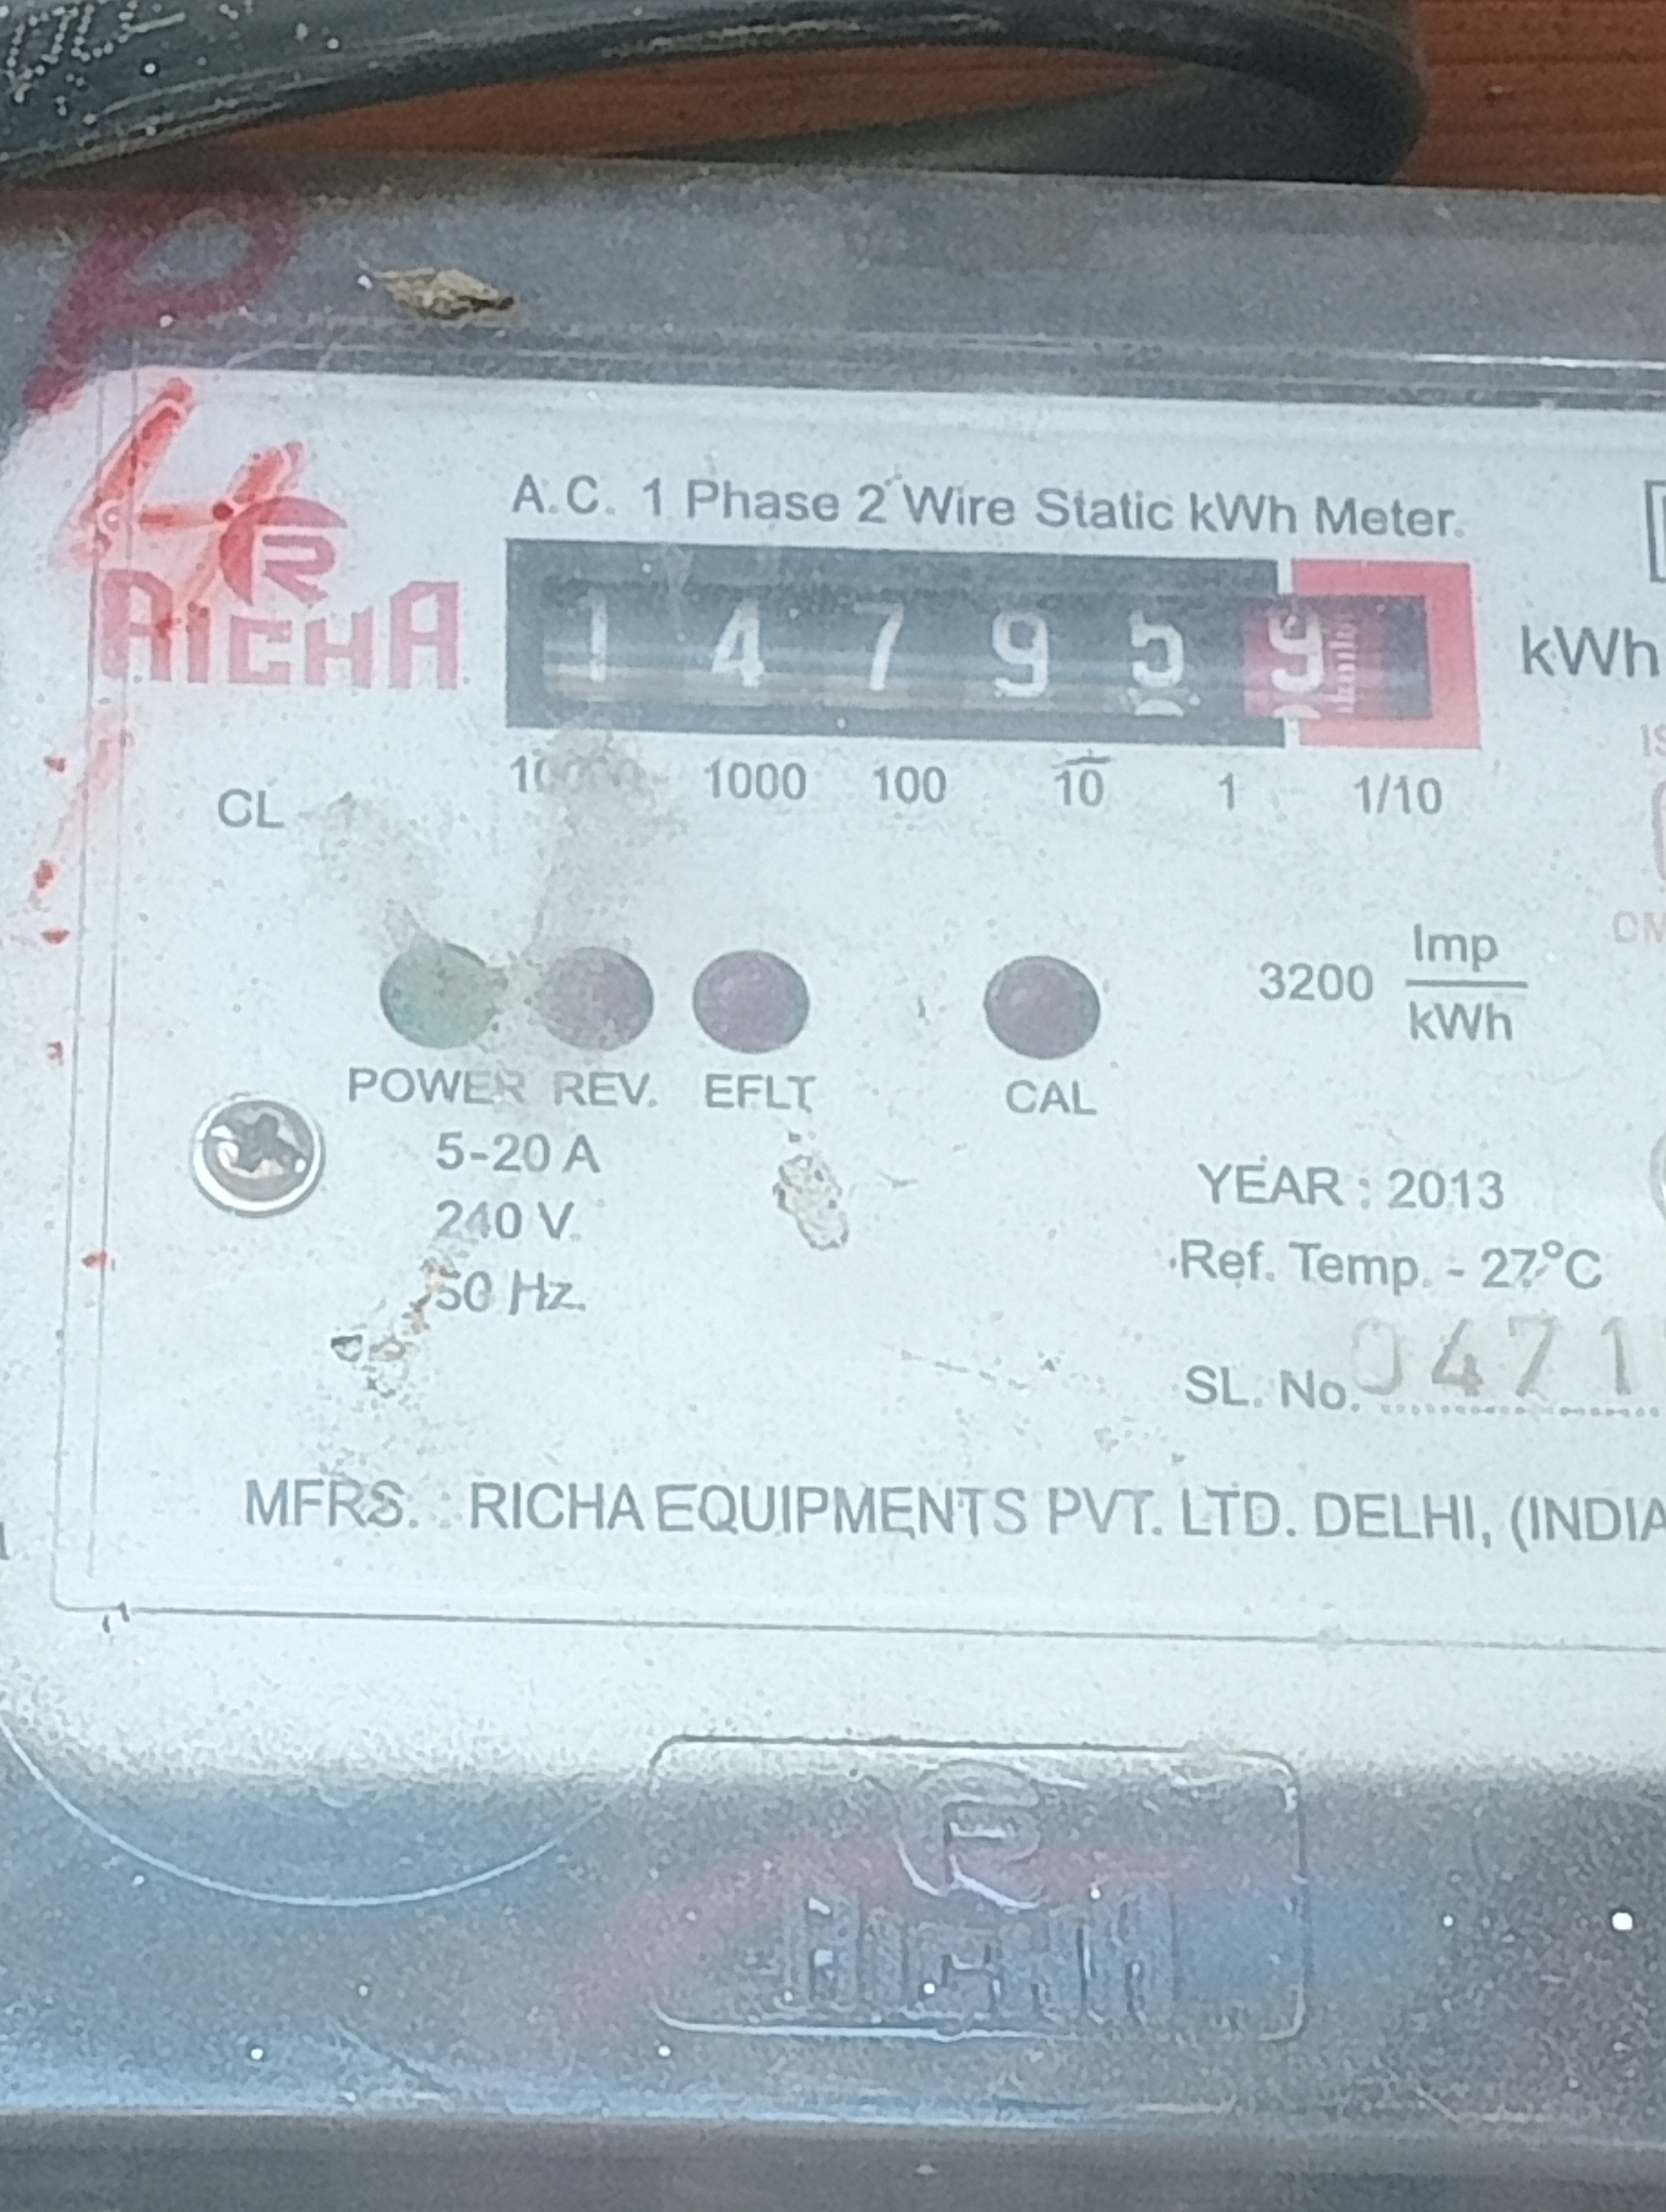 P
4
R
RICHA
A.C. 1 Phase 2 Wire Static kWh Meter.
1 4 7 9 5 9 kWh
10000 1000 100 10 1 1/10
CL
3200 Imp/kWh
POWER REV. EFLT CAL
5-20 A
240 V.
50 Hz.
YEAR : 2013
Ref. Temp. - 27°C
SL. No. 0471
MFRS. : RICHA EQUIPMENTS PVT. LTD. DELHI, (INDIA
R
RICHA